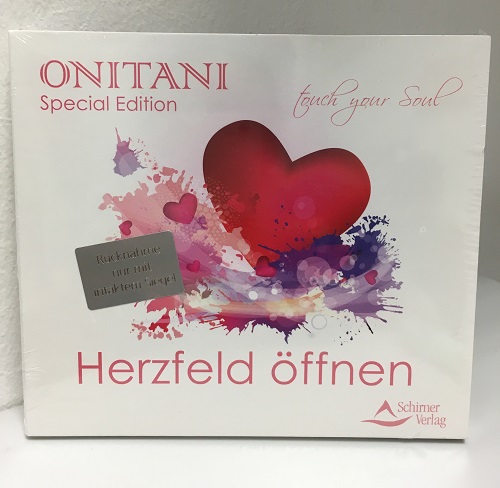 ONITANI
Special Edition
touch your Soul
Rücknahme
nur mit
intaktem Siegel
Herzfeld öffnen
Schirner
Verlag